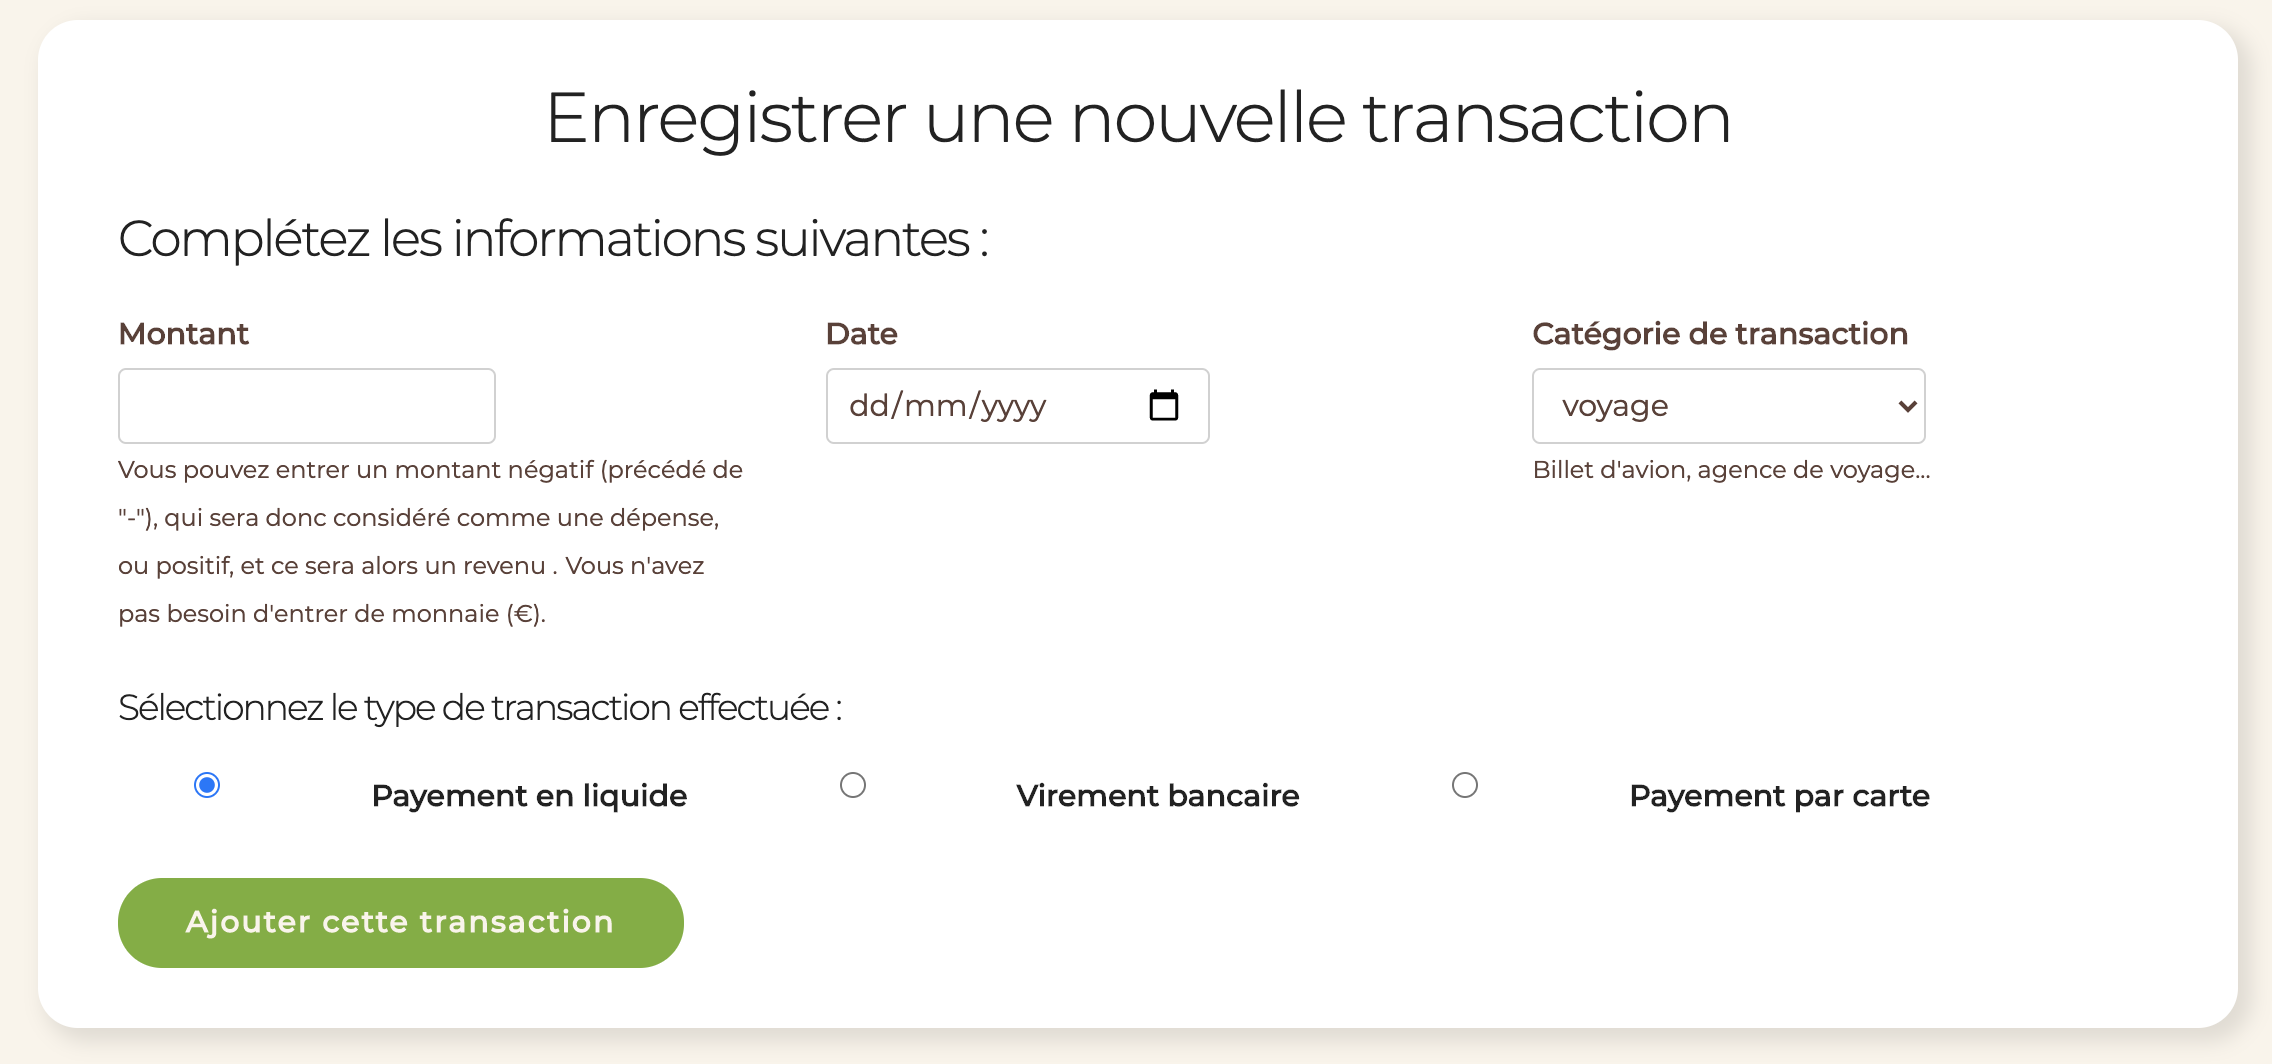 Enregistrer une nouvelle transaction
Complétez les informations suivantes :
Montant
Date
Catégorie de transaction
dd/mm/yyyy
voyage
Vous pouvez entrer un montant négatif (précédé de
"-"), qui sera donc considéré comme une dépense,
ou positif, et ce sera alors un revenu . Vous n'avez
pas besoin d'entrer de monnaie (€).
Billet d'avion, agence de voyage...
Sélectionnez le type de transaction effectuée :
Payement en liquide
Virement bancaire
Payement par carte
Ajouter cette transaction